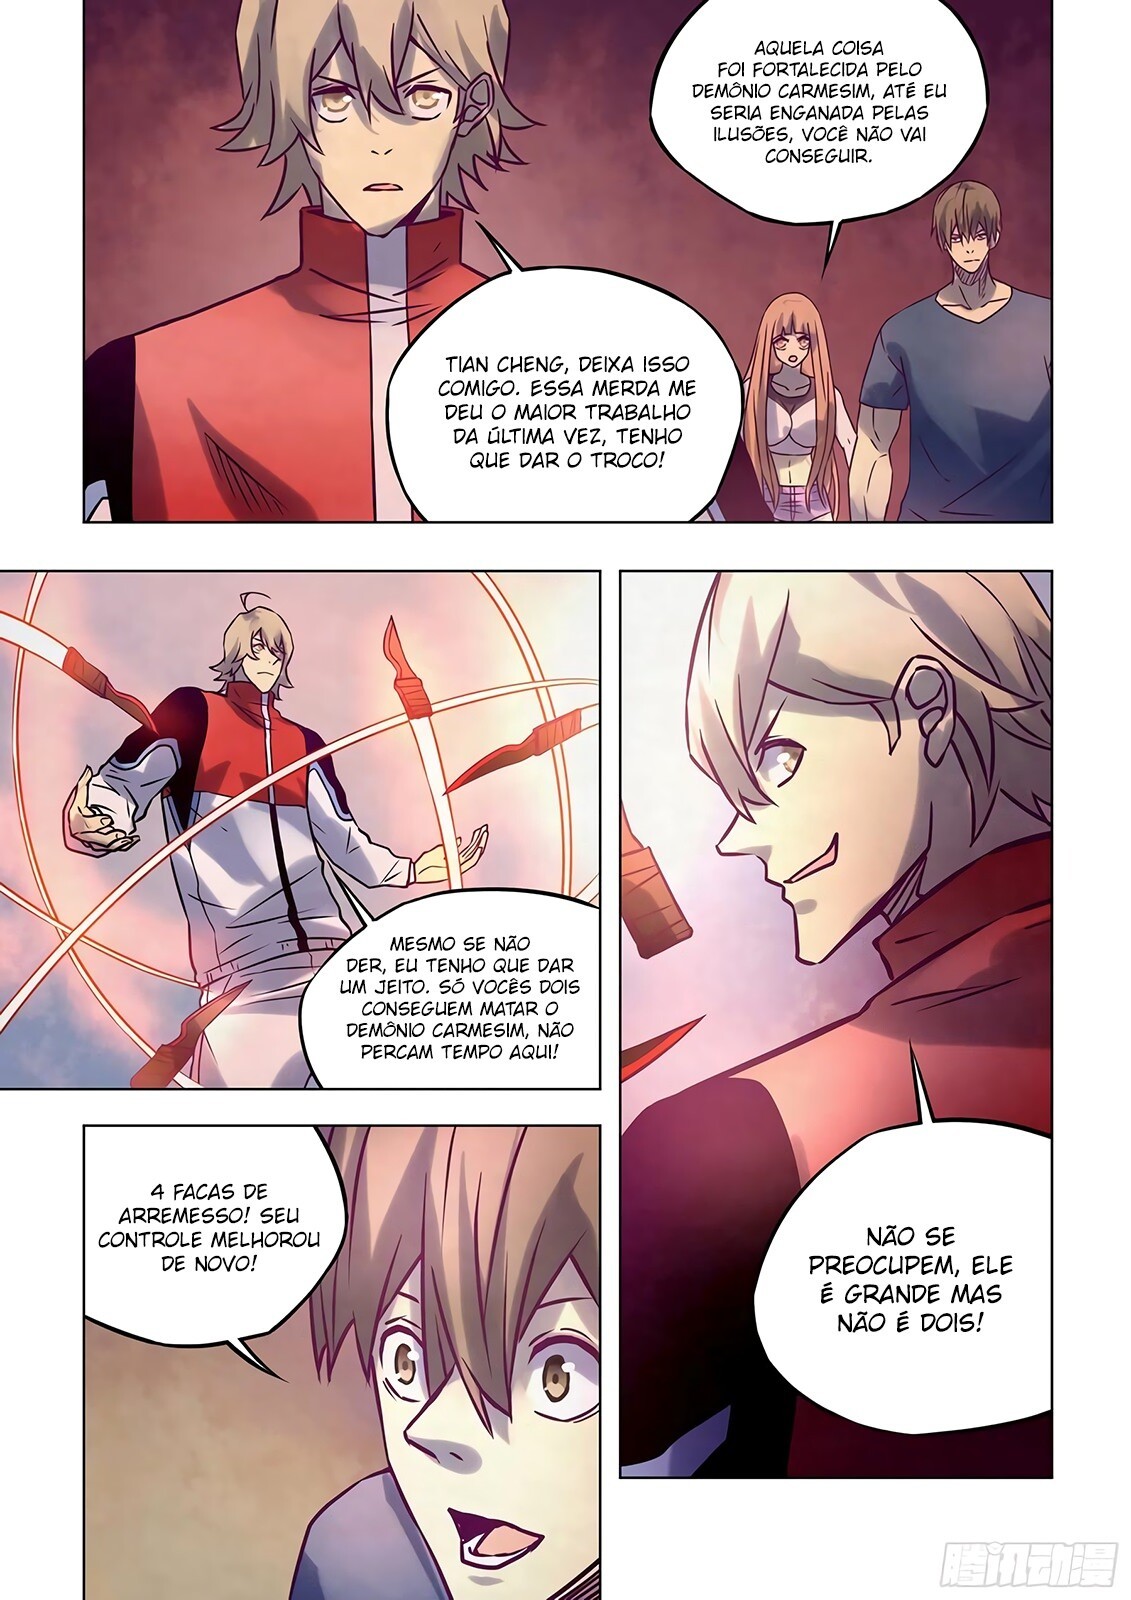 AQUELA COISA
FOI FORTALECIDA PELO
DEMÔNIO CARMESIM, ATÉ EU
SERIA ENGANADA PELAS
ILUSÕES, VOCÊ NÃO VAI
CONSEGUIR.
TIAN CHENG, DEIXA ISSO
COMIGO. ESSA MERDA ME
DEU O MAIOR TRABALHO
DA ÚLTIMA VEZ, TENHO
QUE DAR O TROCO!
MESMO SE NÃO
DER, EU TENHO QUE DAR
UM JEITO. SÓ VOCÊS DOIS
CONSEGUEM MATAR O
DEMÔNIO CARMESIM, NÃO
PERCAM TEMPO AQUI!
NÃO SE
PREOCUPEM, ELE
É GRANDE MAS
NÃO É DOIS!
4 FACAS DE
ARREMESSO! SEU
CONTROLE MELHOROU
DE NOVO!
腾讯动漫